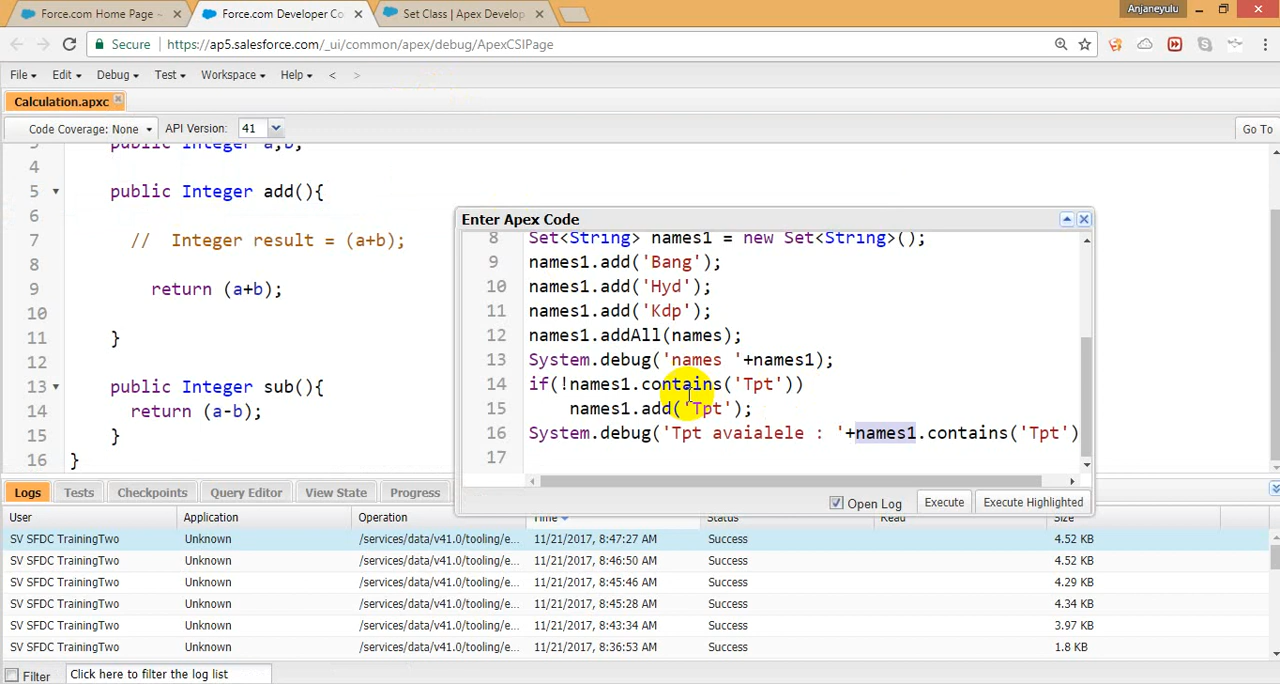 Force.com Home Page ~
Force.com Developer Co
Set Class | Apex Develop
Anjaneyulu
Secure
https://ap5.salesforce.com/_ui/common/apex/debug/ApexCSIPage
File Edit Debug Test Workspace Help < >
Calculation.apxc
Code Coverage: None API Version: 41 Go To
public Integer a,b;
4
5 public Integer add(){
6
7 // Integer result = (a+b);
8
9 return (a+b);
10
11 }
12
13 public Integer sub(){
14 return (a-b);
15 }
16 }
Enter Apex Code
8 Set<String> names1 = new Set<String>();
9 names1.add('Bang');
10 names1.add('Hyd');
11 names1.add('Kdp');
12 names1.addAll(names);
13 System.debug('names '+names1);
14 if(!names1.contains('Tpt'))
15 names1.add('Tpt');
16 System.debug('Tpt avaialele : '+names1.contains('Tpt')
17
Open Log Execute Execute Highlighted
Logs Tests Checkpoints Query Editor View State Progress
User Application Operation Time Status Read Size
SV SFDC TrainingTwo Unknown /services/data/v41.0/tooling/e... 11/21/2017, 8:47:27 AM Success 4.52 KB
SV SFDC TrainingTwo Unknown /services/data/v41.0/tooling/e... 11/21/2017, 8:46:50 AM Success 4.52 KB
SV SFDC TrainingTwo Unknown /services/data/v41.0/tooling/e... 11/21/2017, 8:45:46 AM Success 4.29 KB
SV SFDC TrainingTwo Unknown /services/data/v41.0/tooling/e... 11/21/2017, 8:45:28 AM Success 4.34 KB
SV SFDC TrainingTwo Unknown /services/data/v41.0/tooling/e... 11/21/2017, 8:43:34 AM Success 3.97 KB
SV SFDC TrainingTwo Unknown /services/data/v41.0/tooling/e... 11/21/2017, 8:36:53 AM Success 1.8 KB
Filter Click here to filter the log list